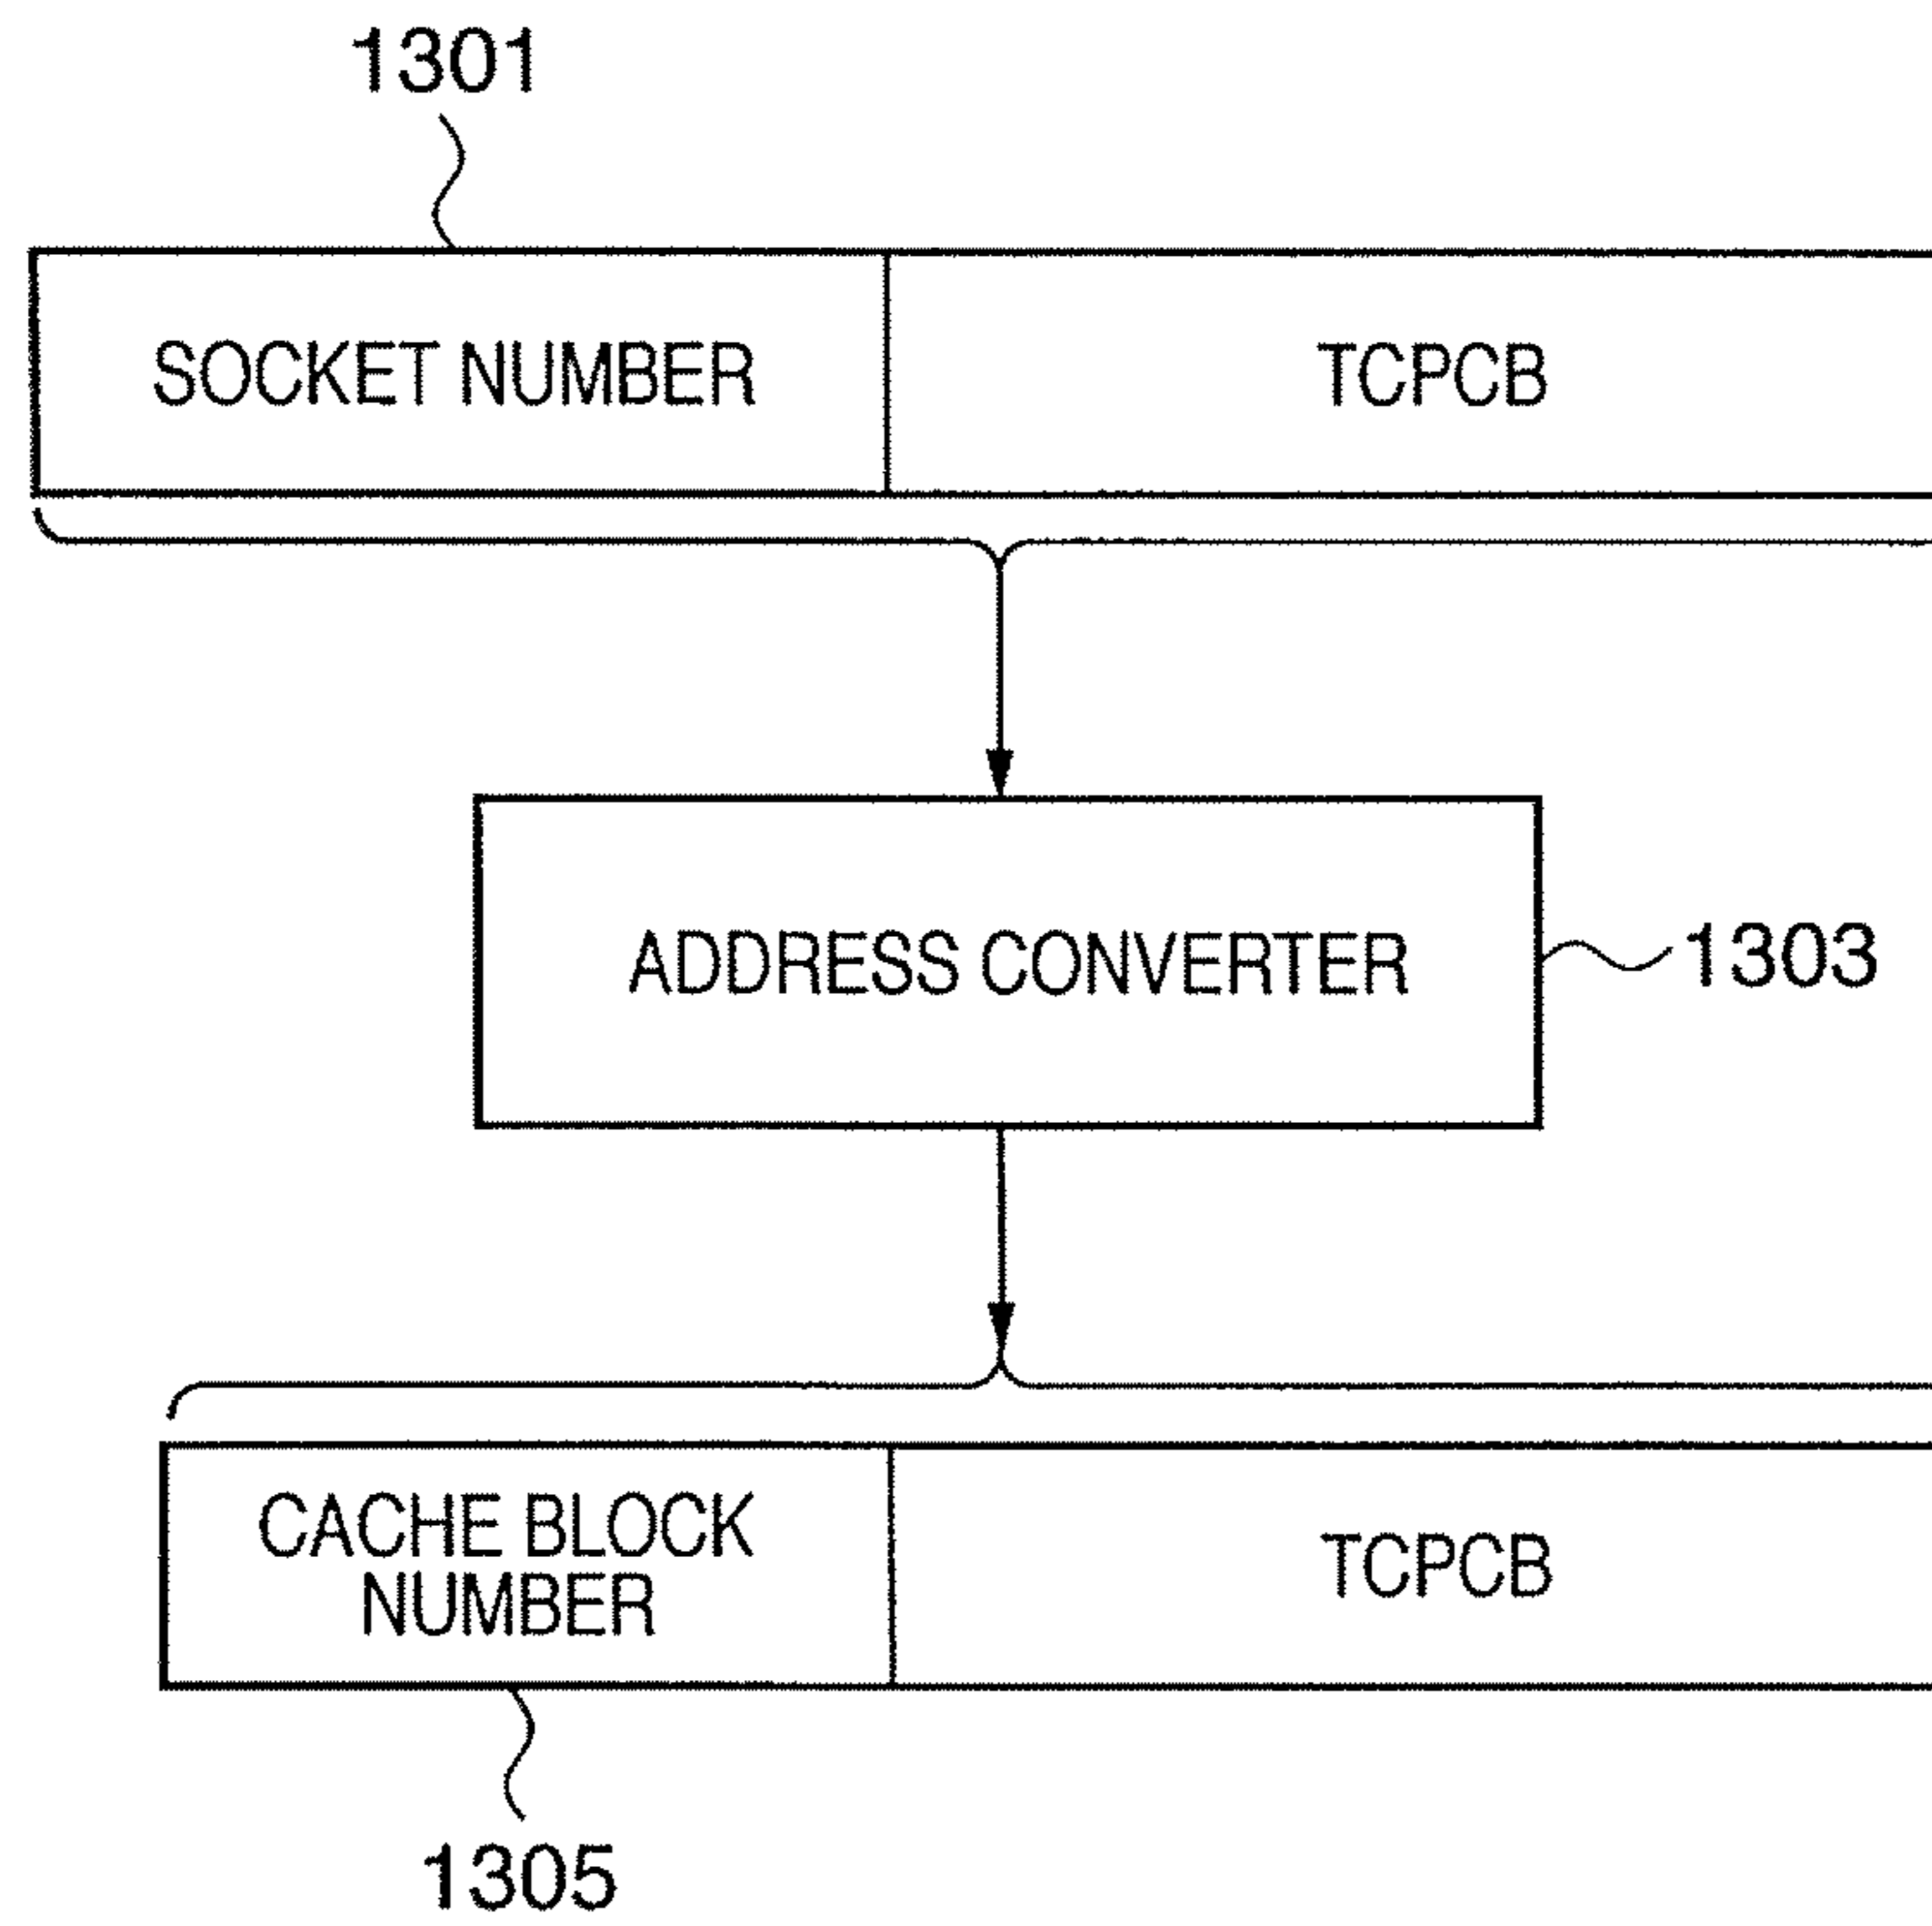 1301
SOCKET NUMBER
TCPCB
ADDRESS CONVERTER
1303
CACHE BLOCK
NUMBER
TCPCB
1305